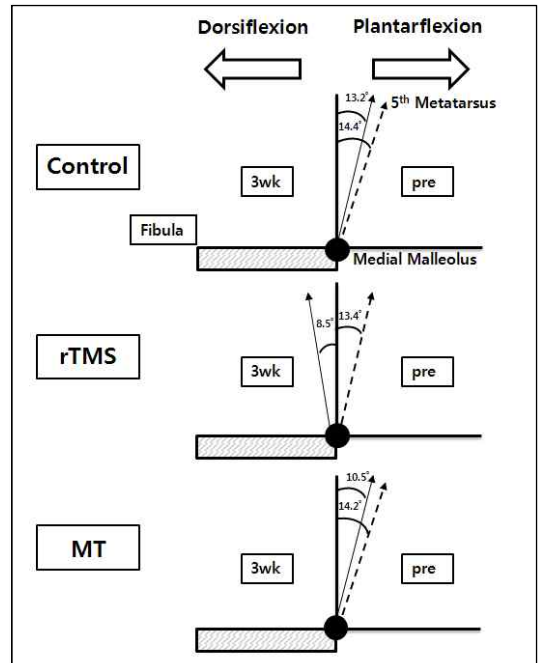 Dorsiflexion Plantarflexion
13.2° 5th Metatarsus
14.4°
Control
3wk pre
Fibula
Medial Malleolus
8.5° 13.4°
rTMS
3wk pre
10.5°
14.2°
MT
3wk pre